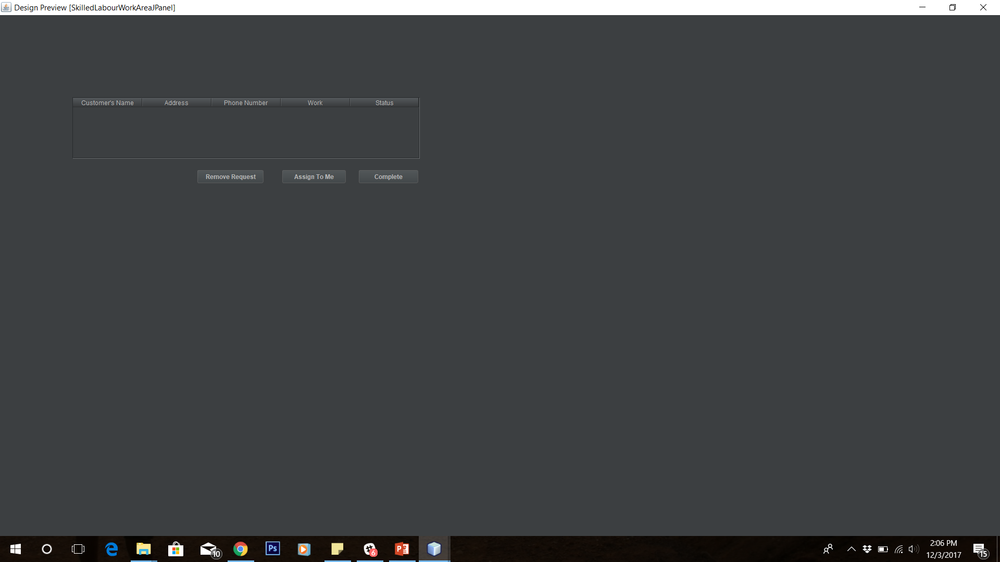 Design Preview [SkilledLabourWorkAreaJPanel]
Customer's Name Address Phone Number Work Status
Remove Request Assign To Me Complete
10
Ps
6
P
2:06 PM
12/3/2017
15